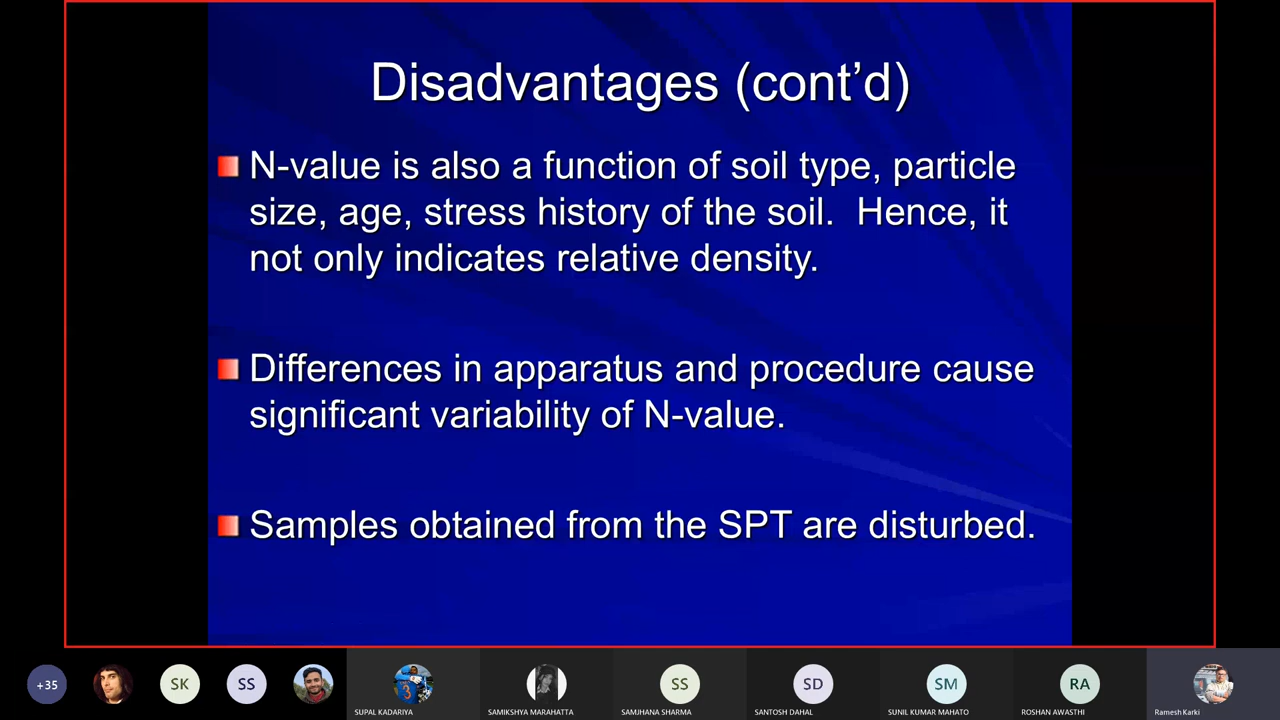 Disadvantages (cont’d)
N-value is also a function of soil type, particle
size, age, stress history of the soil.  Hence, it
not only indicates relative density.
Differences in apparatus and procedure cause
significant variability of N-value.
Samples obtained from the SPT are disturbed.
+35
SK
SS
SUPAL KADARIYA
SAMIKSHYA MARAHATTA
SS
SAMJHANA SHARMA
SD
SANTOSH DAHAL
SM
SUNIL KUMAR MAHATO
RA
ROSHAN AWASTHI
Ramesh Karki